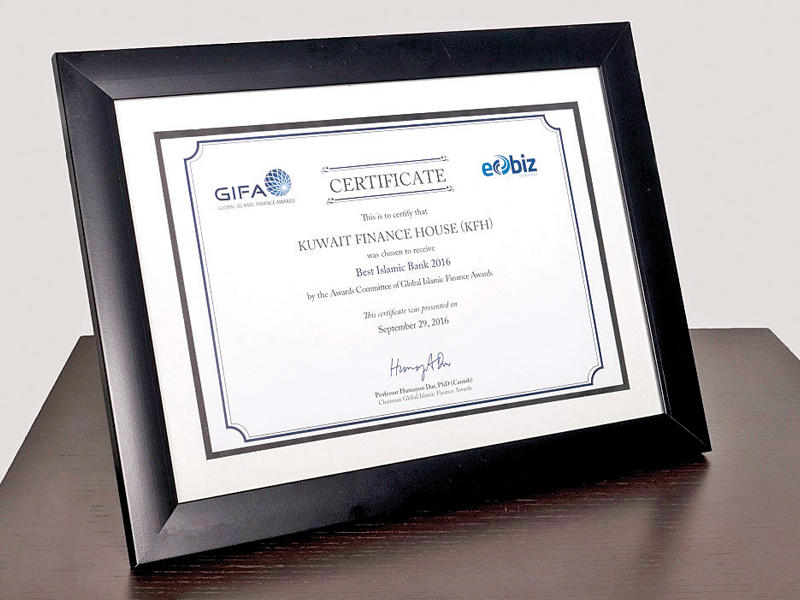 GIFA
GLOBAL ISLAMIC FINANCE AWARDS
CERTIFICATE
This is to certify that
KUWAIT FINANCE HOUSE (KFH)
was chosen to receive
Best Islamic Bank 2016
by the Awards Committee of Global Islamic Finance Awards
This certificate was presented on
September 29, 2016
Professor Humayon Dar, PhD (Cantab)
Chairman Global Islamic Finance Awards